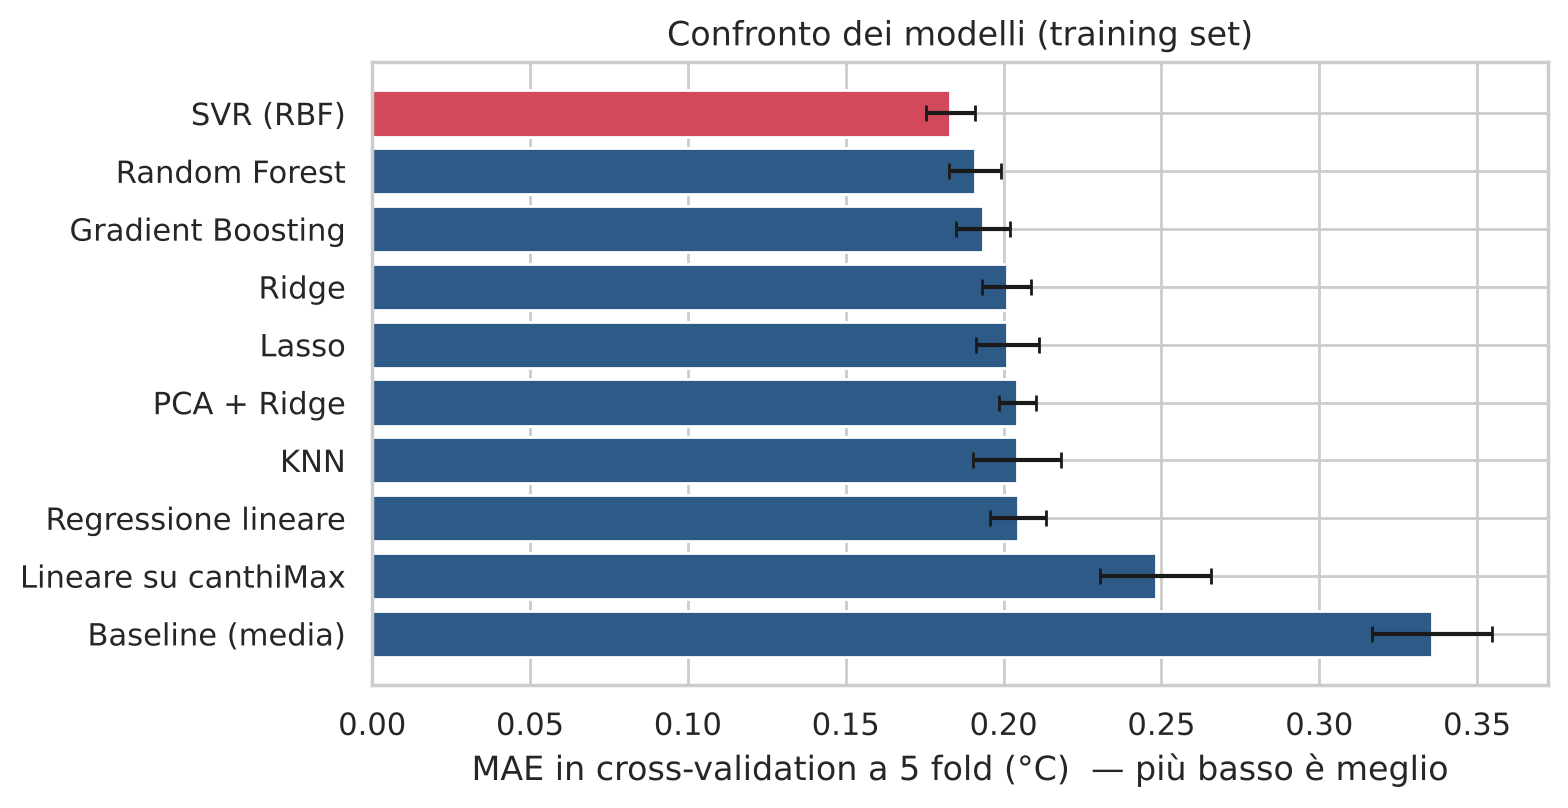 Confronto dei modelli (training set)
SVR (RBF)
Random Forest
Gradient Boosting
Ridge
Lasso
PCA + Ridge
KNN
Regressione lineare
Lineare su canthiMax
Baseline (media)
0.00 0.05 0.10 0.15 0.20 0.25 0.30 0.35
MAE in cross-validation a 5 fold (°C) — più basso è meglio